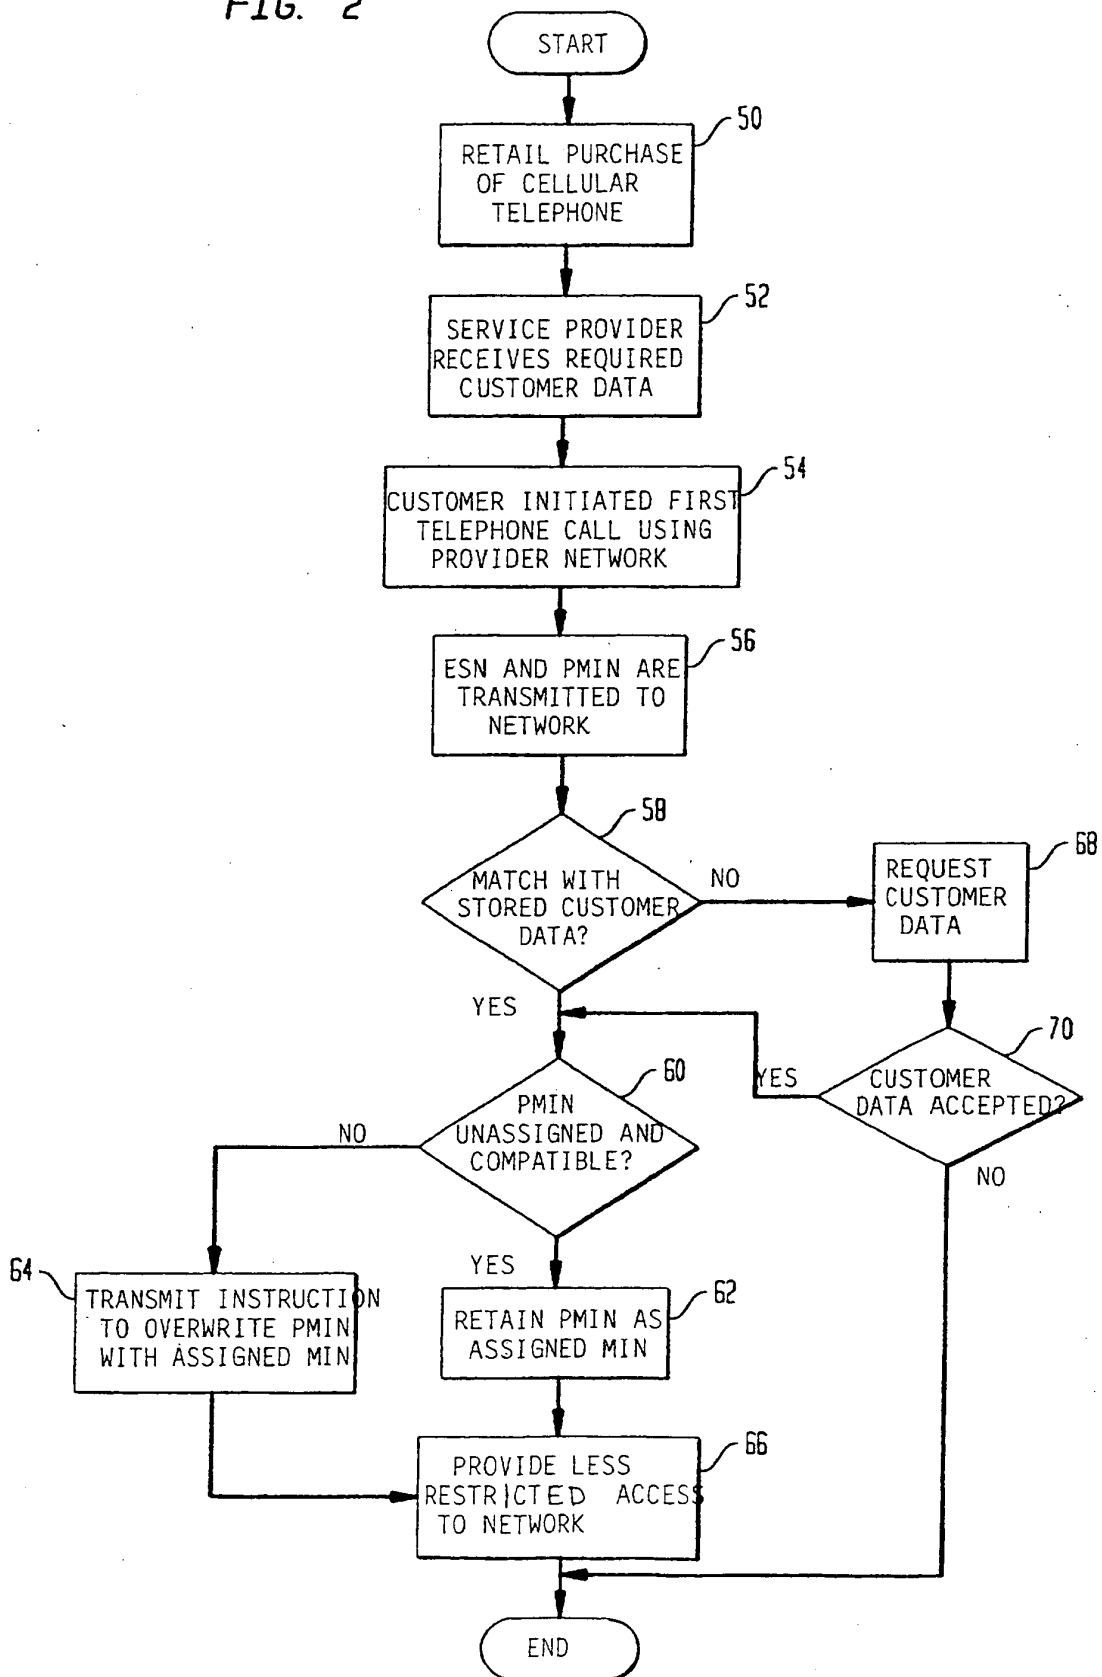 FIG. 2
START
50
RETAIL PURCHASE
OF CELLULAR
TELEPHONE
52
SERVICE PROVIDER
RECEIVES REQUIRED
CUSTOMER DATA
54
CUSTOMER INITIATED FIRST
TELEPHONE CALL USING
PROVIDER NETWORK
56
ESN AND PMIN ARE
TRANSMITTED TO
NETWORK
58
MATCH WITH
STORED CUSTOMER
DATA?
NO
68
REQUEST
CUSTOMER
DATA
YES
70
CUSTOMER
DATA ACCEPTED?
YES
NO
60
PMIN
UNASSIGNED AND
COMPATIBLE?
NO
YES
64
TRANSMIT INSTRUCTION
TO OVERWRITE PMIN
WITH ASSIGNED MIN
62
RETAIN PMIN AS
ASSIGNED MIN
66
PROVIDE LESS
RESTRICTED ACCESS
TO NETWORK
END